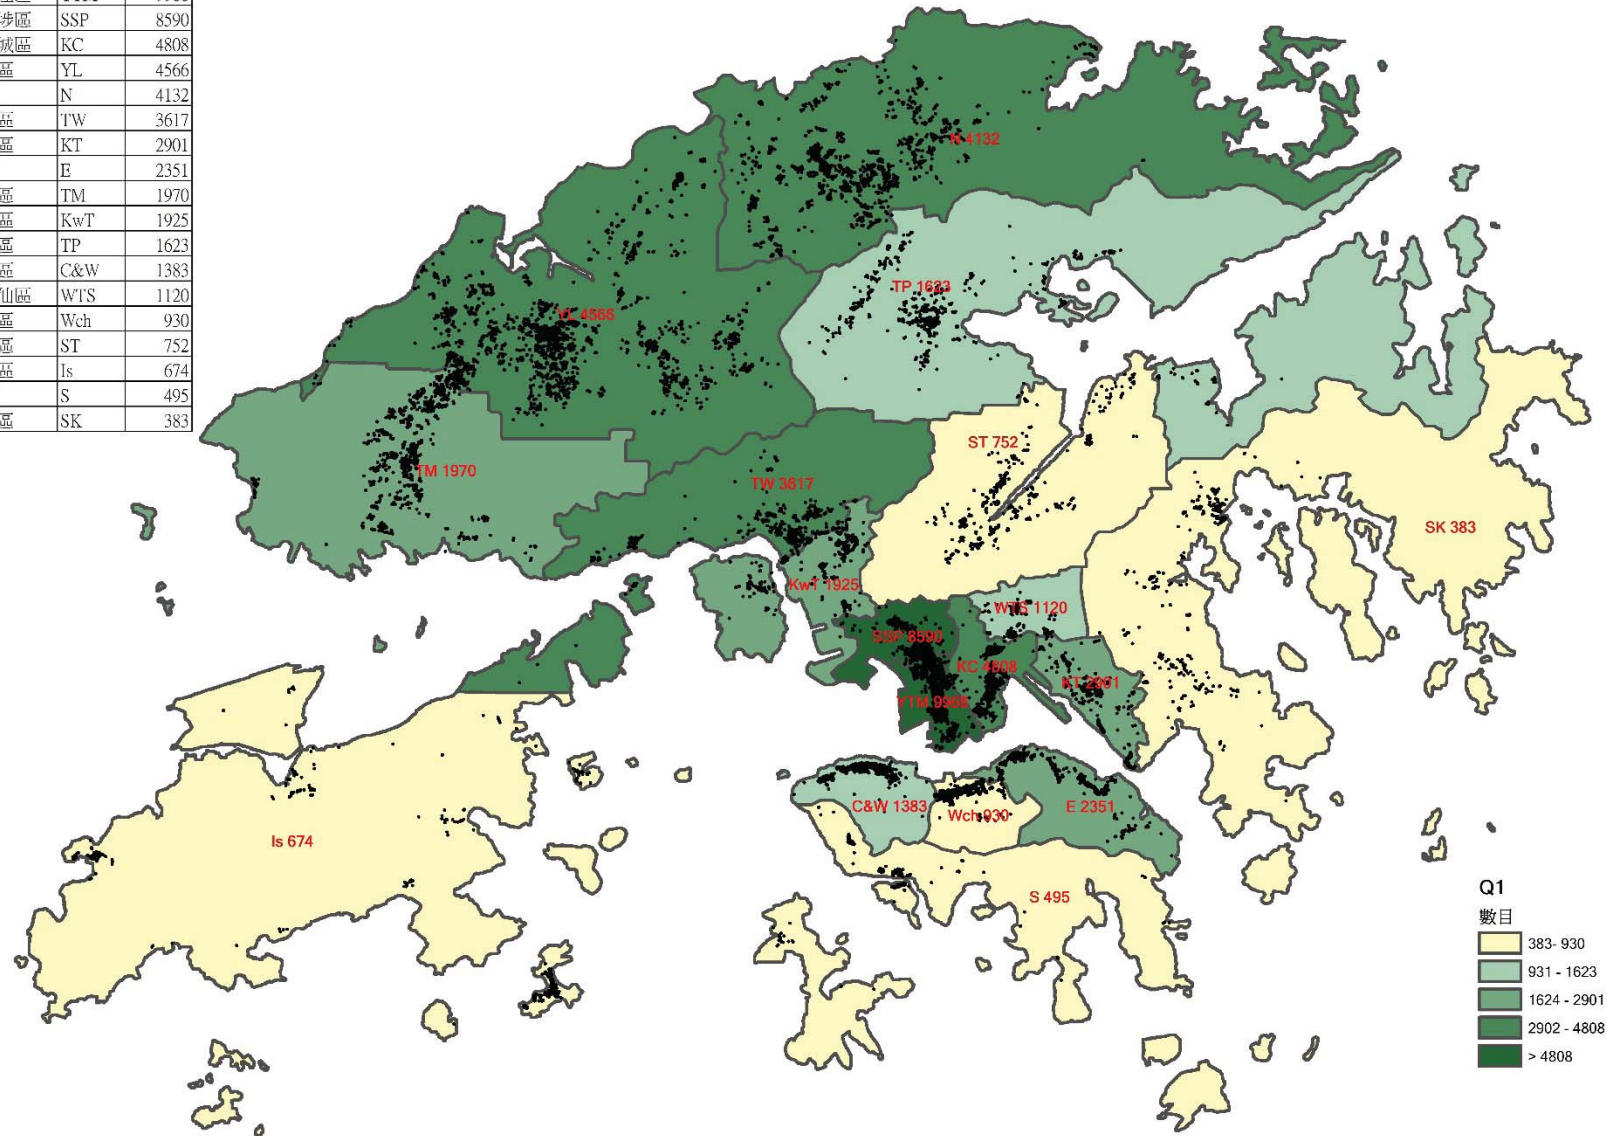 埗區 SSP 8590
城區 KC 4808
區 YL 4566
N 4132
區 TW 3617
區 KT 2901
E 2351
區 TM 1970
區 KwT 1925
區 TP 1623
區 C&W 1383
仙區 WTS 1120
區 Wch 930
區 ST 752
區 Is 674
S 495
區 SK 383
N 4132
TP 1623
YL 4566
ST 752
TM 1970
TW 3617
SK 383
KwT 1925
WTS 1120
SSP 8590
KC 4808
KT 2901
YTM 9968
C&W 1383
Wch 930
E 2351
Is 674
S 495
Q1
數目
383- 930
931 - 1623
1624 - 2901
2902 - 4808
> 4808